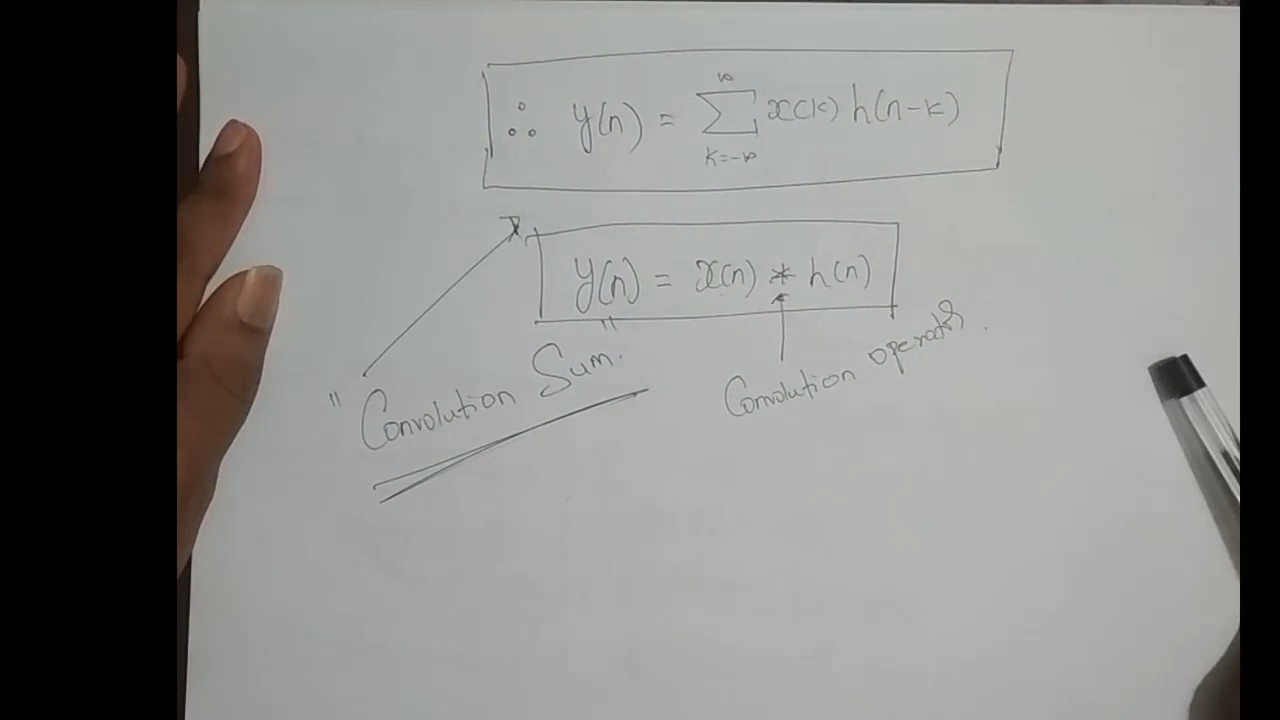 ∴ y(n) = ∞∑k=-∞ x(k) h(n-k)
y(n) = x(n) * h(n)
"Convolution Sum."
Convolution operator.